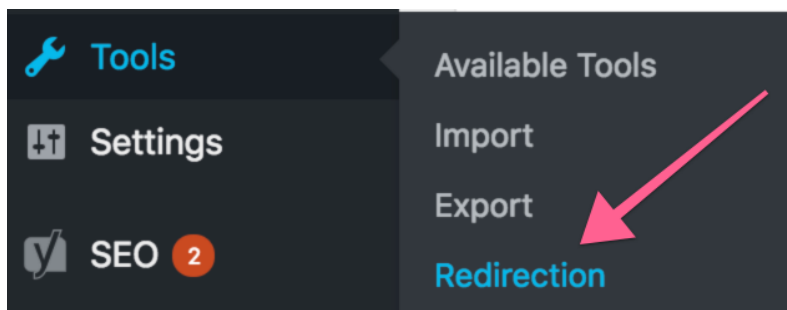 Tools
Settings
SEO 2
Available Tools
Import
Export
Redirection